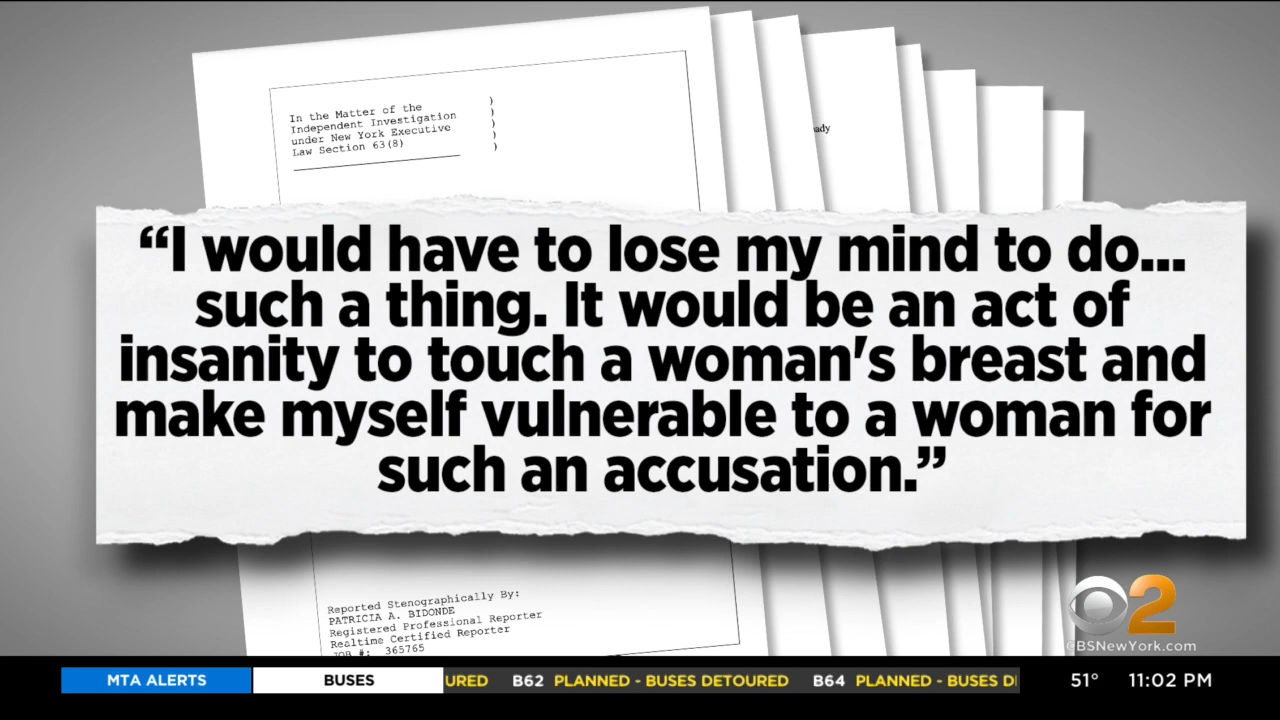 In the Matter of the )
Independent Investigation )
under New York Executive )
Law Section 63(8) )
)
ady
“I would have to lose my mind to do...
such a thing. It would be an act of
insanity to touch a woman's breast and
make myself vulnerable to a woman for
such an accusation.”
Reported Stenographically By:
PATRICIA A. BIDONDE
Registered Professional Reporter
Realtime Certified Reporter
JOB #: 365765
2
CBSNewYork.com
MTA ALERTS BUSES URED B62 PLANNED - BUSES DETOURED B64 PLANNED - BUSES D 51° 11:02 PM